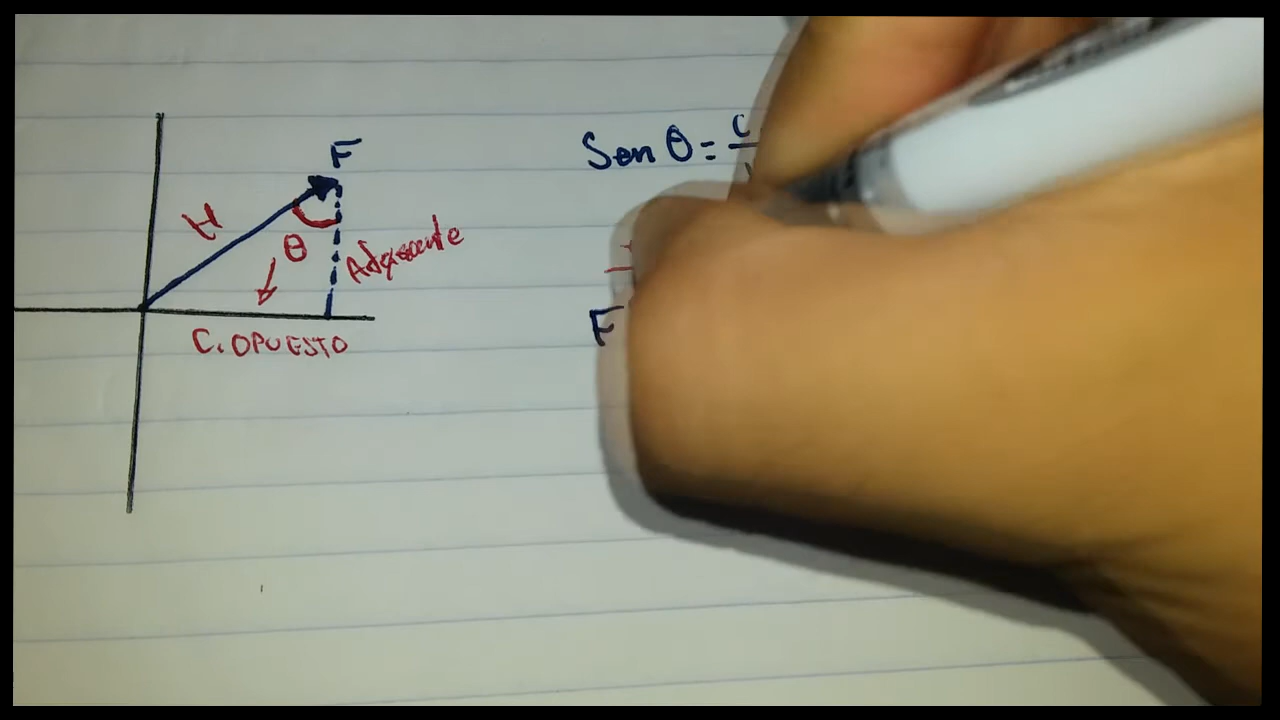 F
Sen θ = C
H
θ
Adyacente
C. OPUESTO
F